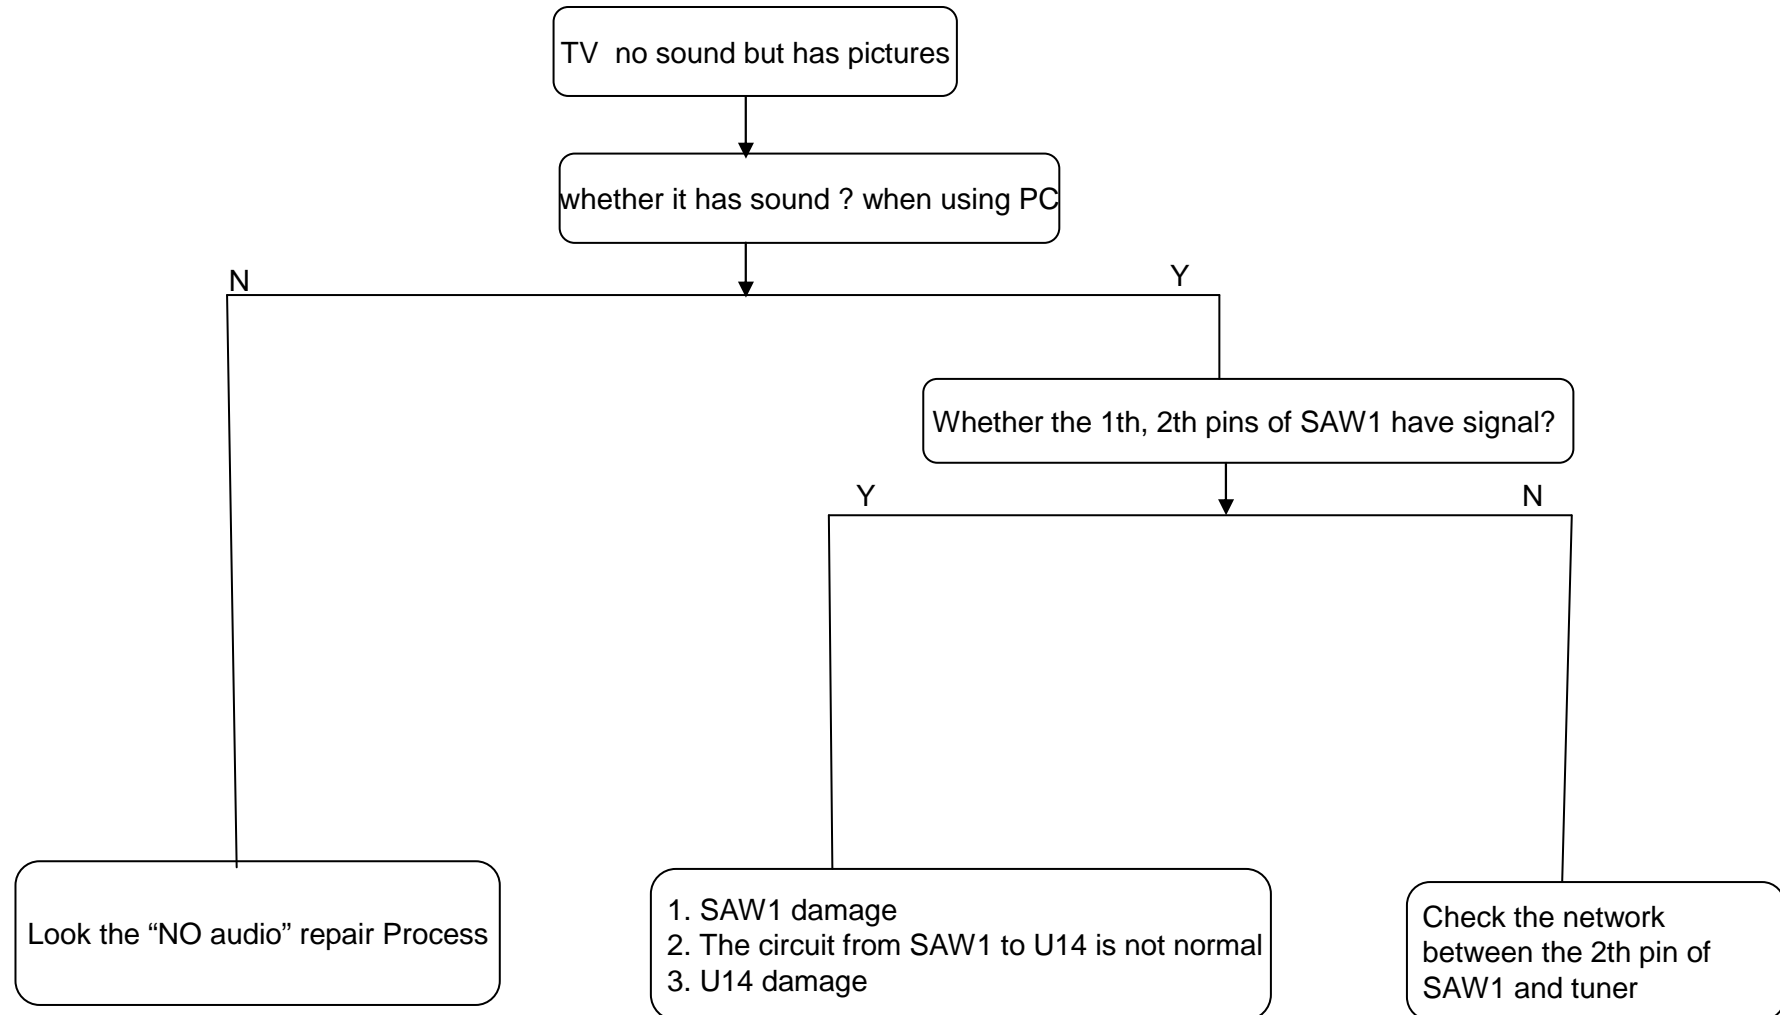 TV  no sound but has pictures
whether it has sound ? when using PC
N
Y
Whether the 1th, 2th pins of SAW1 have signal?
Y
N
Look the “NO audio” repair Process
1. SAW1 damage
2. The circuit from SAW1 to U14 is not normal
3. U14 damage
Check the network
between the 2th pin of
SAW1 and tuner